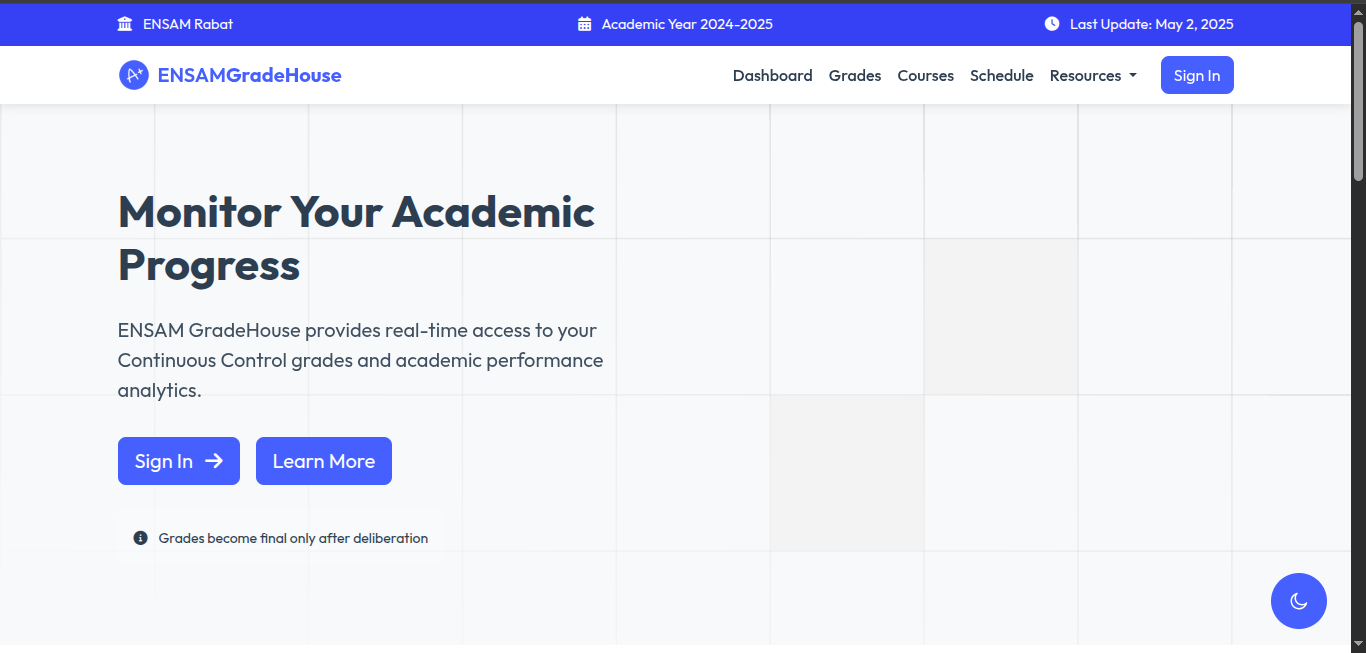 ENSAM Rabat
Academic Year 2024-2025
Last Update: May 2, 2025
A+
ENSAMGradeHouse
Dashboard
Grades
Courses
Schedule
Resources
Sign In
Monitor Your Academic
Progress
ENSAM GradeHouse provides real-time access to your
Continuous Control grades and academic performance
analytics.
Sign In
Learn More
Grades become final only after deliberation